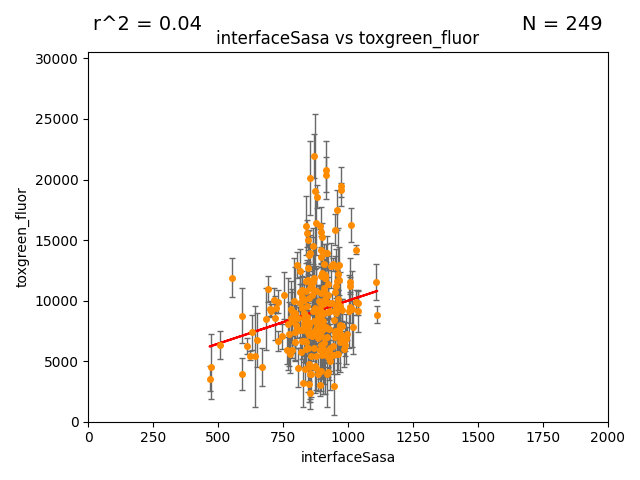 r^2 = 0.04
N = 249
interfaceSasa vs toxgreen_fluor
30000
25000
20000
15000
10000
5000
0
toxgreen_fluor
0 250 500 750 1000 1250 1500 1750 2000
interfaceSasa